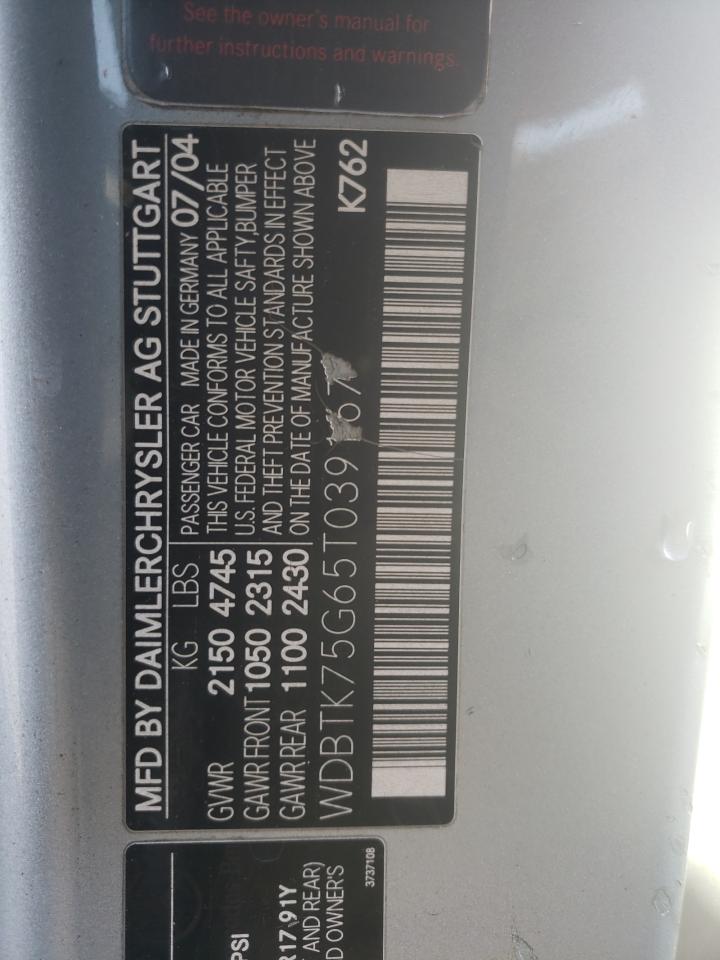 See the owner's manual for
further instructions and warnings.
MFD BY DAIMLERCHRYSLER AG STUTTGART
KG LBS PASSENGER CAR MADE IN GERMANY 07/04
GVWR 2150 4745 THIS VEHICLE CONFORMS TO ALL APPLICABLE
U.S. FEDERAL MOTOR VEHICLE SAFTY,BUMPER
GAWR FRONT 1050 2315 AND THEFT PREVENTION STANDARDS IN EFFECT
GAWR REAR 1100 2430 ON THE DATE OF MANUFACTURE SHOWN ABOVE
WDBTK75G65T039167 K762
PSI
R17 91Y
T AND REAR)
D OWNER'S
3737108